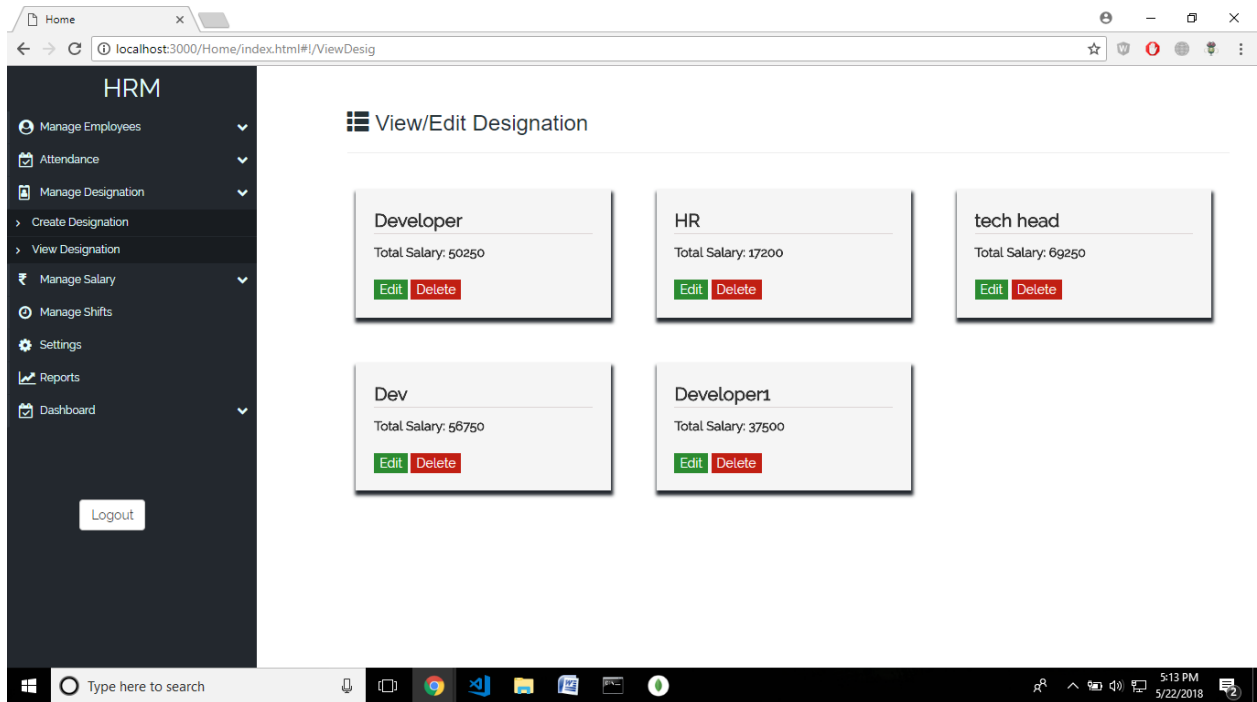 Home
localhost:3000/Home/index.html#!/ViewDesig
HRM
Manage Employees
Attendance
Manage Designation
Create Designation
View Designation
₹ Manage Salary
Manage Shifts
Settings
Reports
Dashboard
Logout
View/Edit Designation
Developer
Total Salary: 50250
Edit Delete
HR
Total Salary: 17200
Edit Delete
tech head
Total Salary: 69250
Edit Delete
Dev
Total Salary: 56750
Edit Delete
Developer1
Total Salary: 37500
Edit Delete
Type here to search
5:13 PM
5/22/2018
2